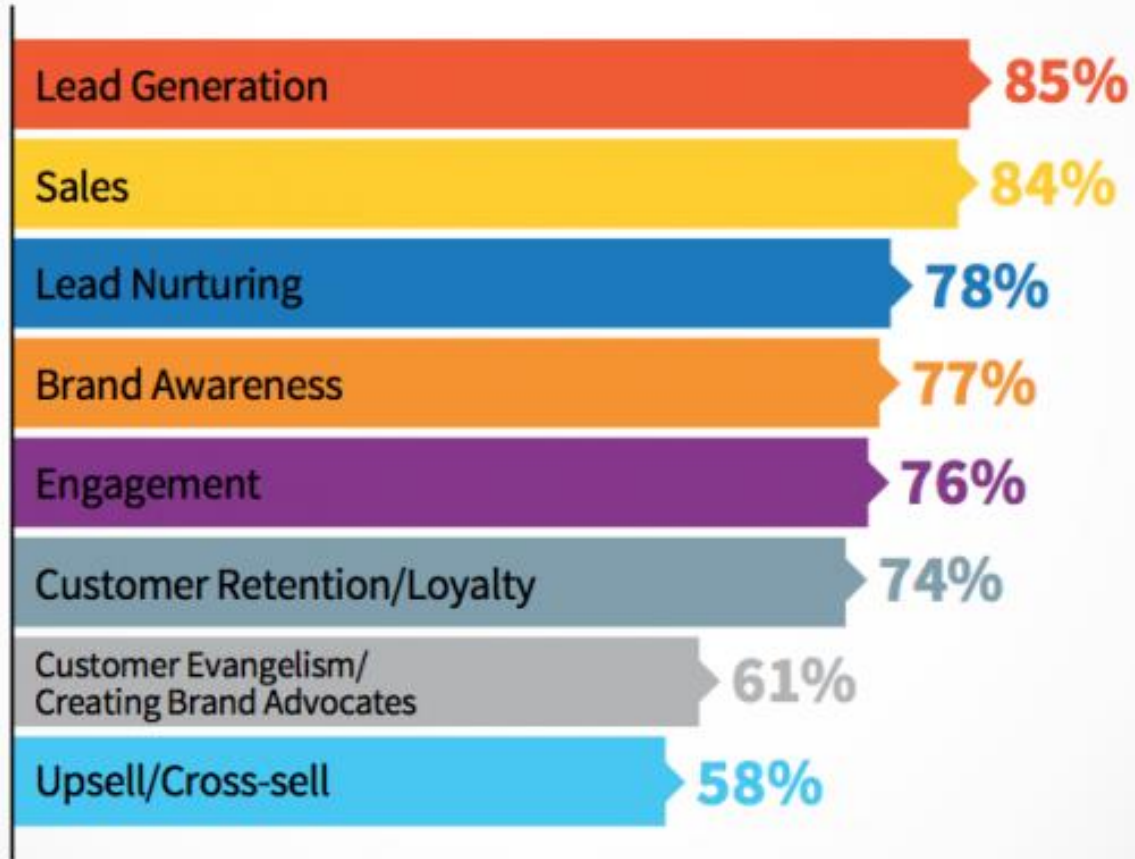 Lead Generation 85%
Sales 84%
Lead Nurturing 78%
Brand Awareness 77%
Engagement 76%
Customer Retention/Loyalty 74%
Customer Evangelism/
Creating Brand Advocates 61%
Upsell/Cross-sell 58%